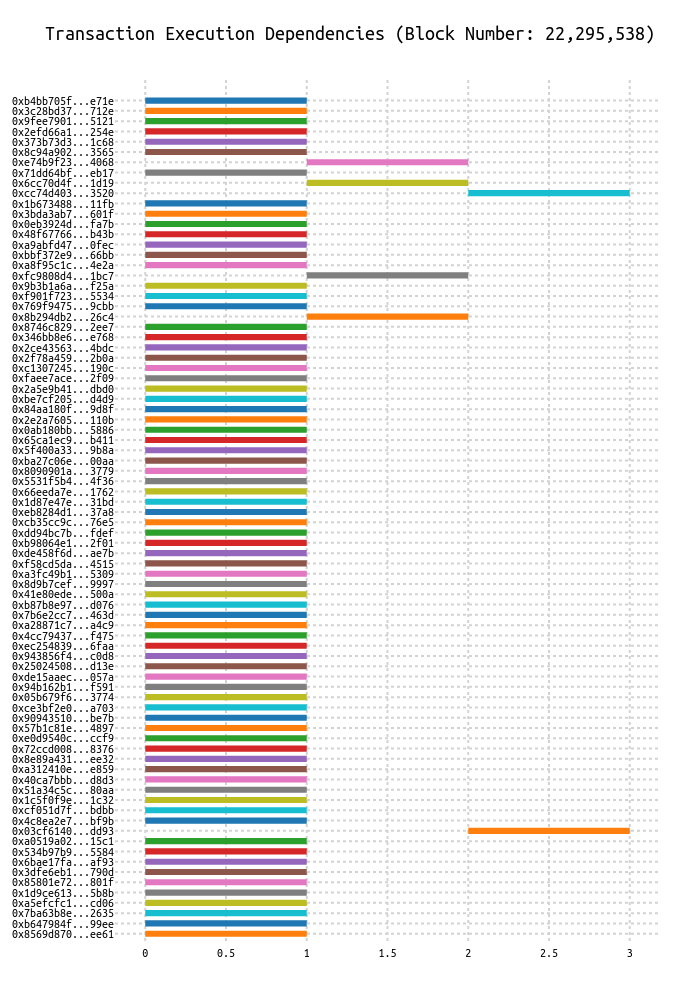 Transaction Execution Dependencies (Block Number: 22,295,538)
0xb4bb705f...e71e
0x3c28bd37...712e
0x9fee7901...5121
0x2efd66a1...254e
0x373b73d3...1c68
0x8c94a902...3565
0xe74b9f23...4068
0x71dd64bf...eb17
0x6cc70d4f...1d19
0xcc74d403...3520
0x1b673488...11fb
0x3bda3ab7...601f
0x0eb3924d...fa7b
0x48f67766...b43b
0xa9abfd47...0fec
0xbbf372e9...66bb
0xa8f95c1c...4e2a
0xfc9808d4...1bc7
0x9b3b1a6a...f25a
0xf901f723...5534
0x769f9475...9cbb
0x8b294db2...26c4
0x8746c829...2ee7
0x346bb8e6...e768
0x2ce43563...4bdc
0x2f78a459...2b0a
0xc1307245...190c
0xfaee7ace...2f09
0x2a5e9b41...dbd0
0xbe7cf205...d4d9
0x84aa180f...9d8f
0x2e2a7605...110b
0x0ab180bb...5886
0x65ca1ec9...b411
0x5f400a33...9b8a
0xba27c06e...00aa
0x8090901a...3779
0x5531f5b4...4f36
0x66eeda7e...1762
0x1d87e47e...31bd
0xeb8284d1...37a8
0xcb35cc9c...76e5
0xdd94bc7b...fdef
0xb98064e1...2f01
0xde458f6d...ae7b
0xf58cd5da...4515
0xa3fc49b1...5309
0x8d9b7cef...9997
0x41e80ede...500a
0xb87b8e97...d076
0x7b6e2cc7...463d
0xa28871c7...a4c9
0x4cc79437...f475
0xec254839...6faa
0x943856f4...c0d8
0x25024508...d13e
0xde15aaec...057a
0x94b162b1...f591
0x05b679f6...3774
0xce3bf2e0...a703
0x90943510...be7b
0x57b1c81e...4897
0xe0d9540c...ccf9
0x72ccd008...8376
0x8e89a431...ee32
0xa312410e...e859
0x40ca7bbb...d8d3
0x51a34c5c...80aa
0x1c5f0f9e...1c32
0xcf051d7f...bdbb
0x4c8ea2e7...bf9b
0x03cf6140...dd93
0xa0519a02...15c1
0x534b97b9...5584
0x6bae17fa...af93
0x3dfe6eb1...790d
0x85801e72...801f
0x1d9ce613...5b8b
0xa5efcfc1...cd06
0x7ba63b8e...2635
0xb647984f...99ee
0x8569d870...ee61
0 0.5 1 1.5 2 2.5 3